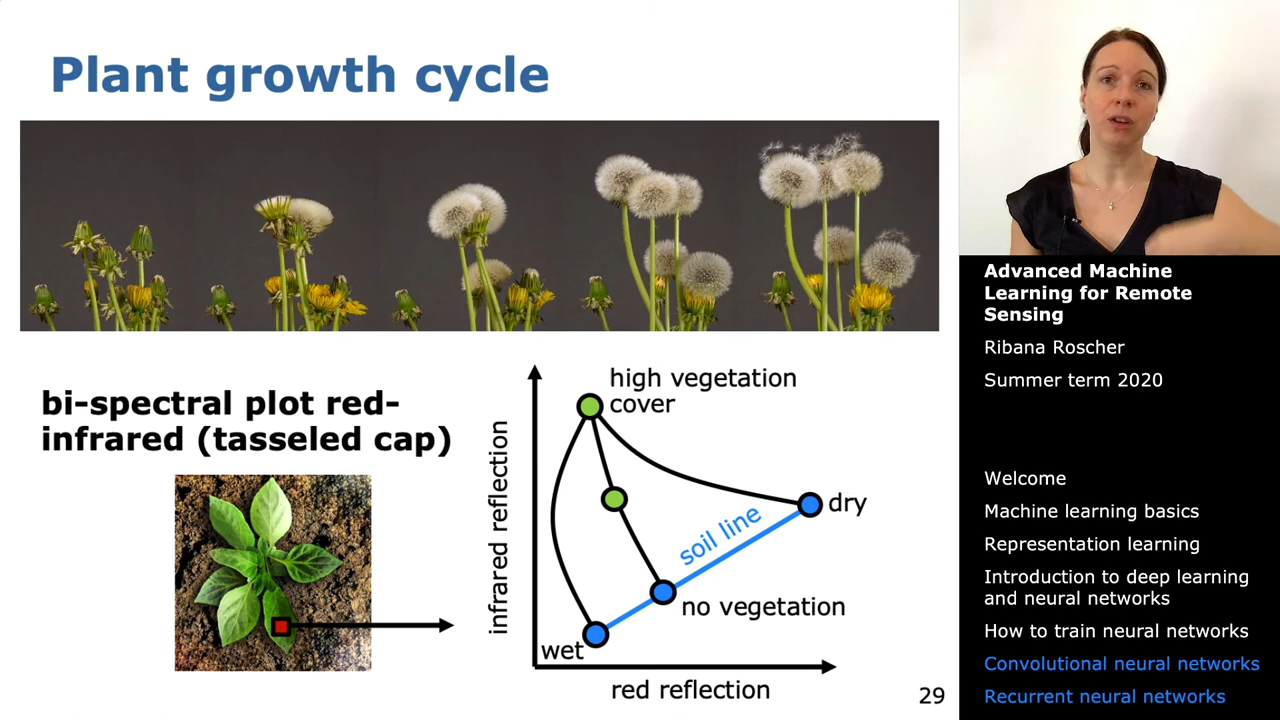 Plant growth cycle
bi-spectral plot red-
infrared (tasseled cap)
infrared reflection
high vegetation
cover
dry
soil line
no vegetation
wet
red reflection
29
Advanced Machine
Learning for Remote
Sensing
Ribana Roscher
Summer term 2020
Welcome
Machine learning basics
Representation learning
Introduction to deep learning
and neural networks
How to train neural networks
Convolutional neural networks
Recurrent neural networks